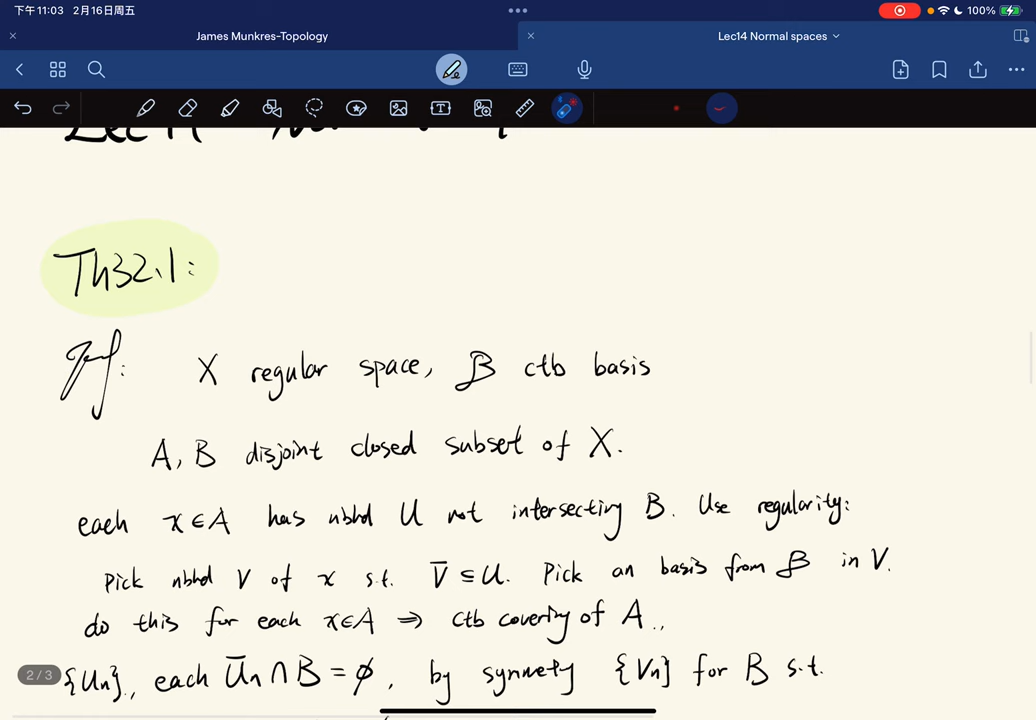 下午11:03 2月16日周五
100%
James Munkres-Topology
Lec14 Normal spaces
Th32.1:
Proof: X regular space, B ctb basis
A, B disjoint closed subset of X.
each x ∈ A has nbhd U not intersecting B. Use regularity:
Pick nbhd V of x s.t. V̄ ⊆ U. Pick an basis from B in V.
do this for each x ∈ A ⇒ ctb covering of A.,
2/3
{Un}., each Ūn ∩ B = ∅, by symmety {Vn} for B s.t.